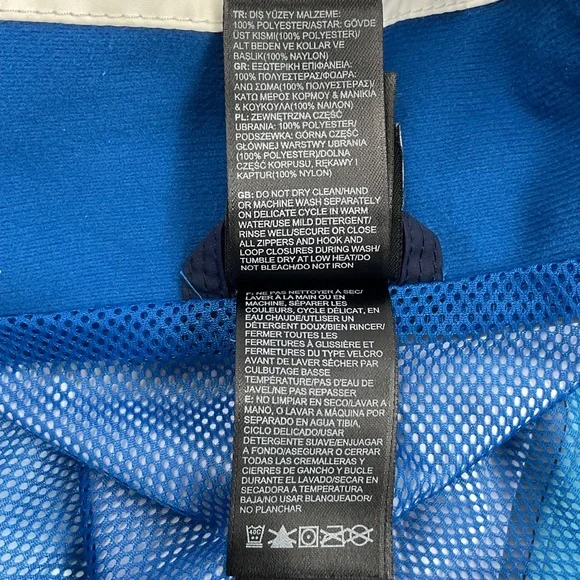 TR: DIŞ YÜZEY MALZEME:
100% POLYESTER/ASTAR: GÖVDE
ÜST KISMI(100% POLYESTER)/
ALT BEDEN VE KOLLAR VE
BAŞLIK(100% NAYLON)
GR: ΕΞΩΤΕΡΙΚΗ ΕΠΙΦΑΝΕΙΑ:
100% ΠΟΛΥΕΣΤΕΡΑΣ/ΦΟΔΡΑ:
ΑΝΩ ΣΩΜΑ(100% ΠΟΛΥΕΣΤΕΡΑΣ)/
ΚΑΤΩ ΜΕΡΟΣ ΚΟΡΜΟΥ & ΜΑΝΙΚΙΑ
& ΚΟΥΚΟΥΛΑ(100% ΝΑΙΛΟΝ)
PL: ZEWNĘTRZNA CZĘŚĆ
UBRANIA: 100% POLYESTER/
PODSZEWKA: GÓRNA CZĘŚĆ
GŁÓWNEJ WARSTWY UBRANIA
(100% POLYESTER)/DOLNA
CZĘŚĆ KORPUSU, RĘKAWY I
KAPTUR(100% NYLON)
GB: DO NOT DRY CLEAN/HAND
OR MACHINE WASH SEPARATELY
ON DELICATE CYCLE IN WARM
WATER/USE MILD DETERGENT/
RINSE WELL/SECURE OR CLOSE
ALL ZIPPERS AND HOOK AND
LOOP CLOSURES DURING WASH/
TUMBLE DRY AT LOW HEAT/DO
NOT BLEACH/DO NOT IRON
F: NE PAS NETTOYER À SEC/
LAVER À LA MAIN OU EN
MACHINE, SÉPARER LES
COULEURS, CYCLE DÉLICAT, EN
EAU CHAUDE/UTILISER UN
DÉTERGENT DOUX/BIEN RINCER/
FERMER TOUTES LES
FERMETURES À GLISSIÈRE ET
FERMETURES DU TYPE VELCRO
AVANT DE LAVER SÉCHER PAR
CULBUTAGE BASSE
TEMPÉRATURE/PAS D'EAU DE
JAVEL/NE PAS REPASSER
E: NO LIMPIAR EN SECO/LAVAR A
MANO, O LAVAR A MÁQUINA POR
SEPARADO EN AGUA TIBIA,
CICLO DELICADO/USAR
DETERGENTE SUAVE/ENJUAGAR
A FONDO/ASEGURAR O CERRAR
TODAS LAS CREMALLERAS Y
CIERRES DE GANCHO Y BUCLE
DURANTE EL LAVADO/SECAR EN
SECADORA A TEMPERATURA
BAJA/NO USAR BLANQUEADOR/
NO PLANCHAR